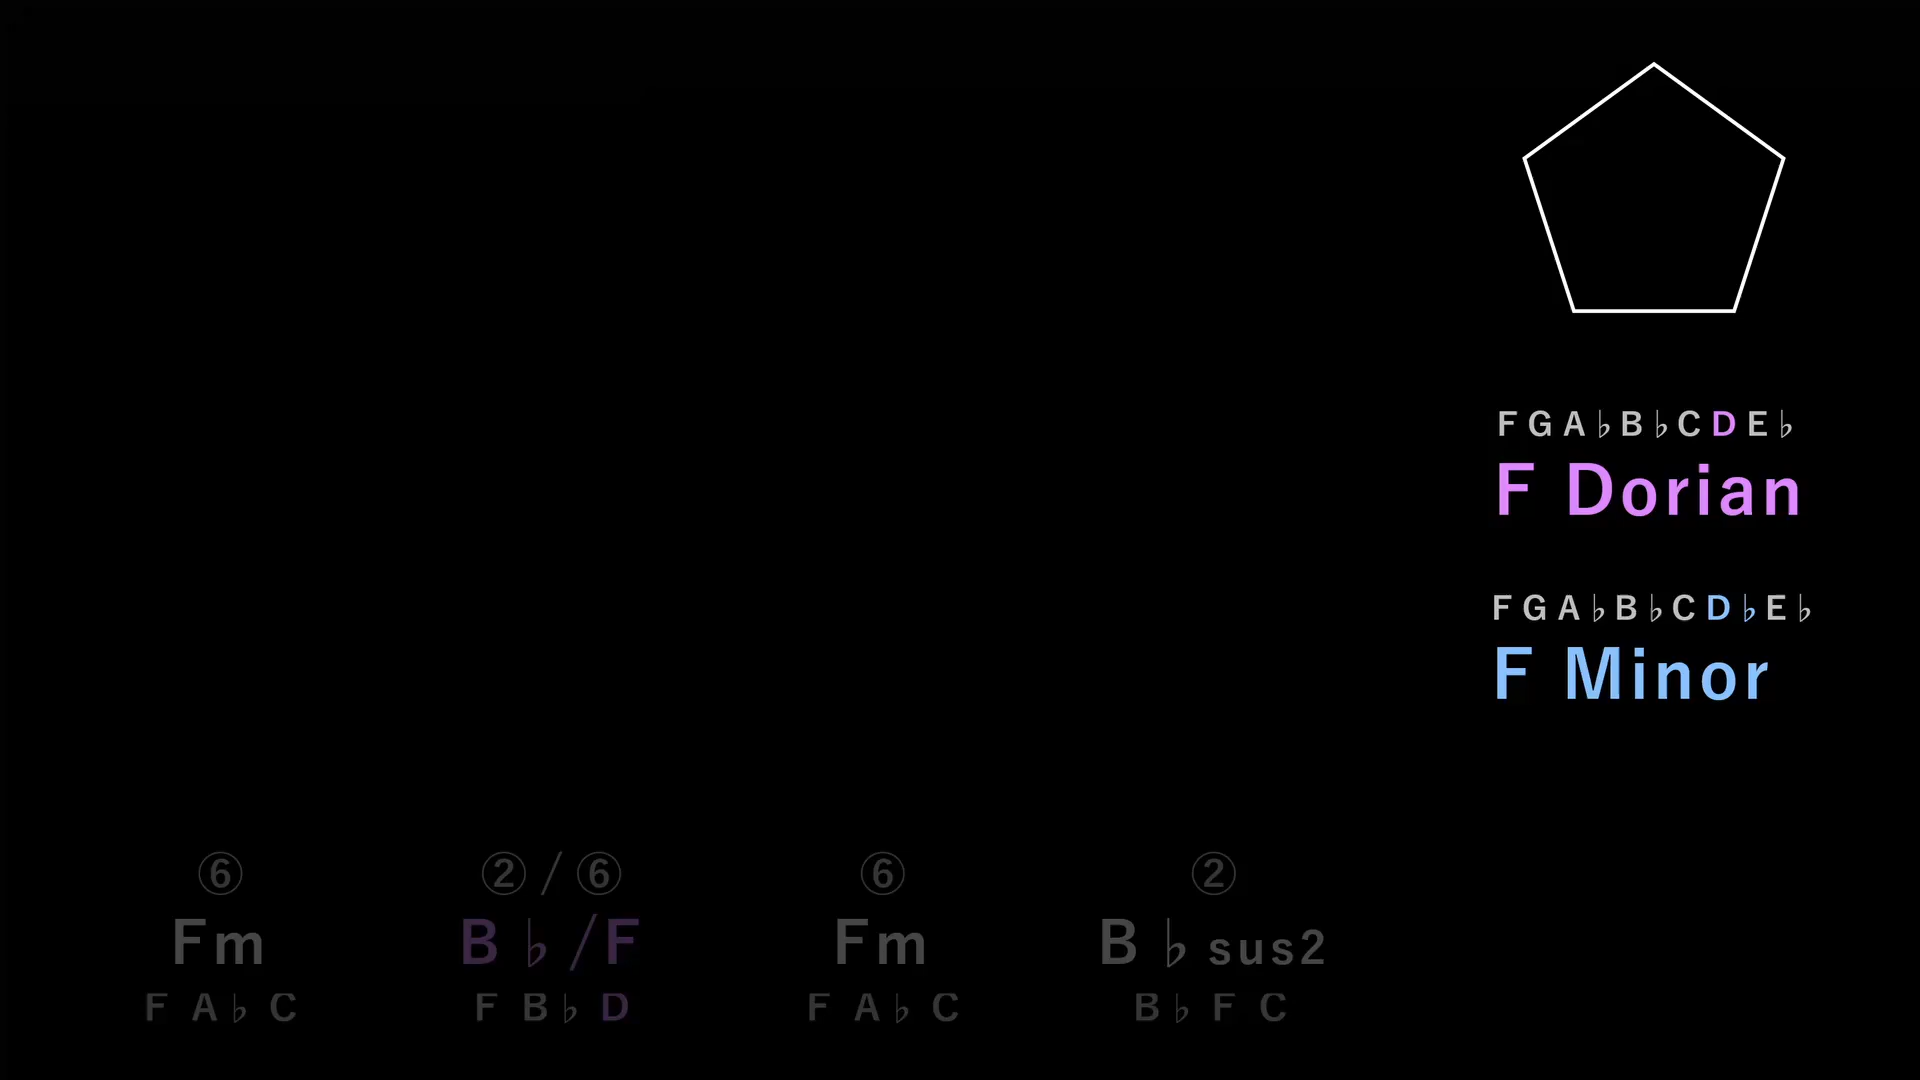 F G A♭ B♭ C D E♭
F Dorian
F G A♭ B♭ C D♭ E♭
F Minor
⑥ ②/⑥ ⑥ ②
Fm B♭/F Fm B♭sus2
F A♭ C F B♭ D F A♭ C B♭ F C